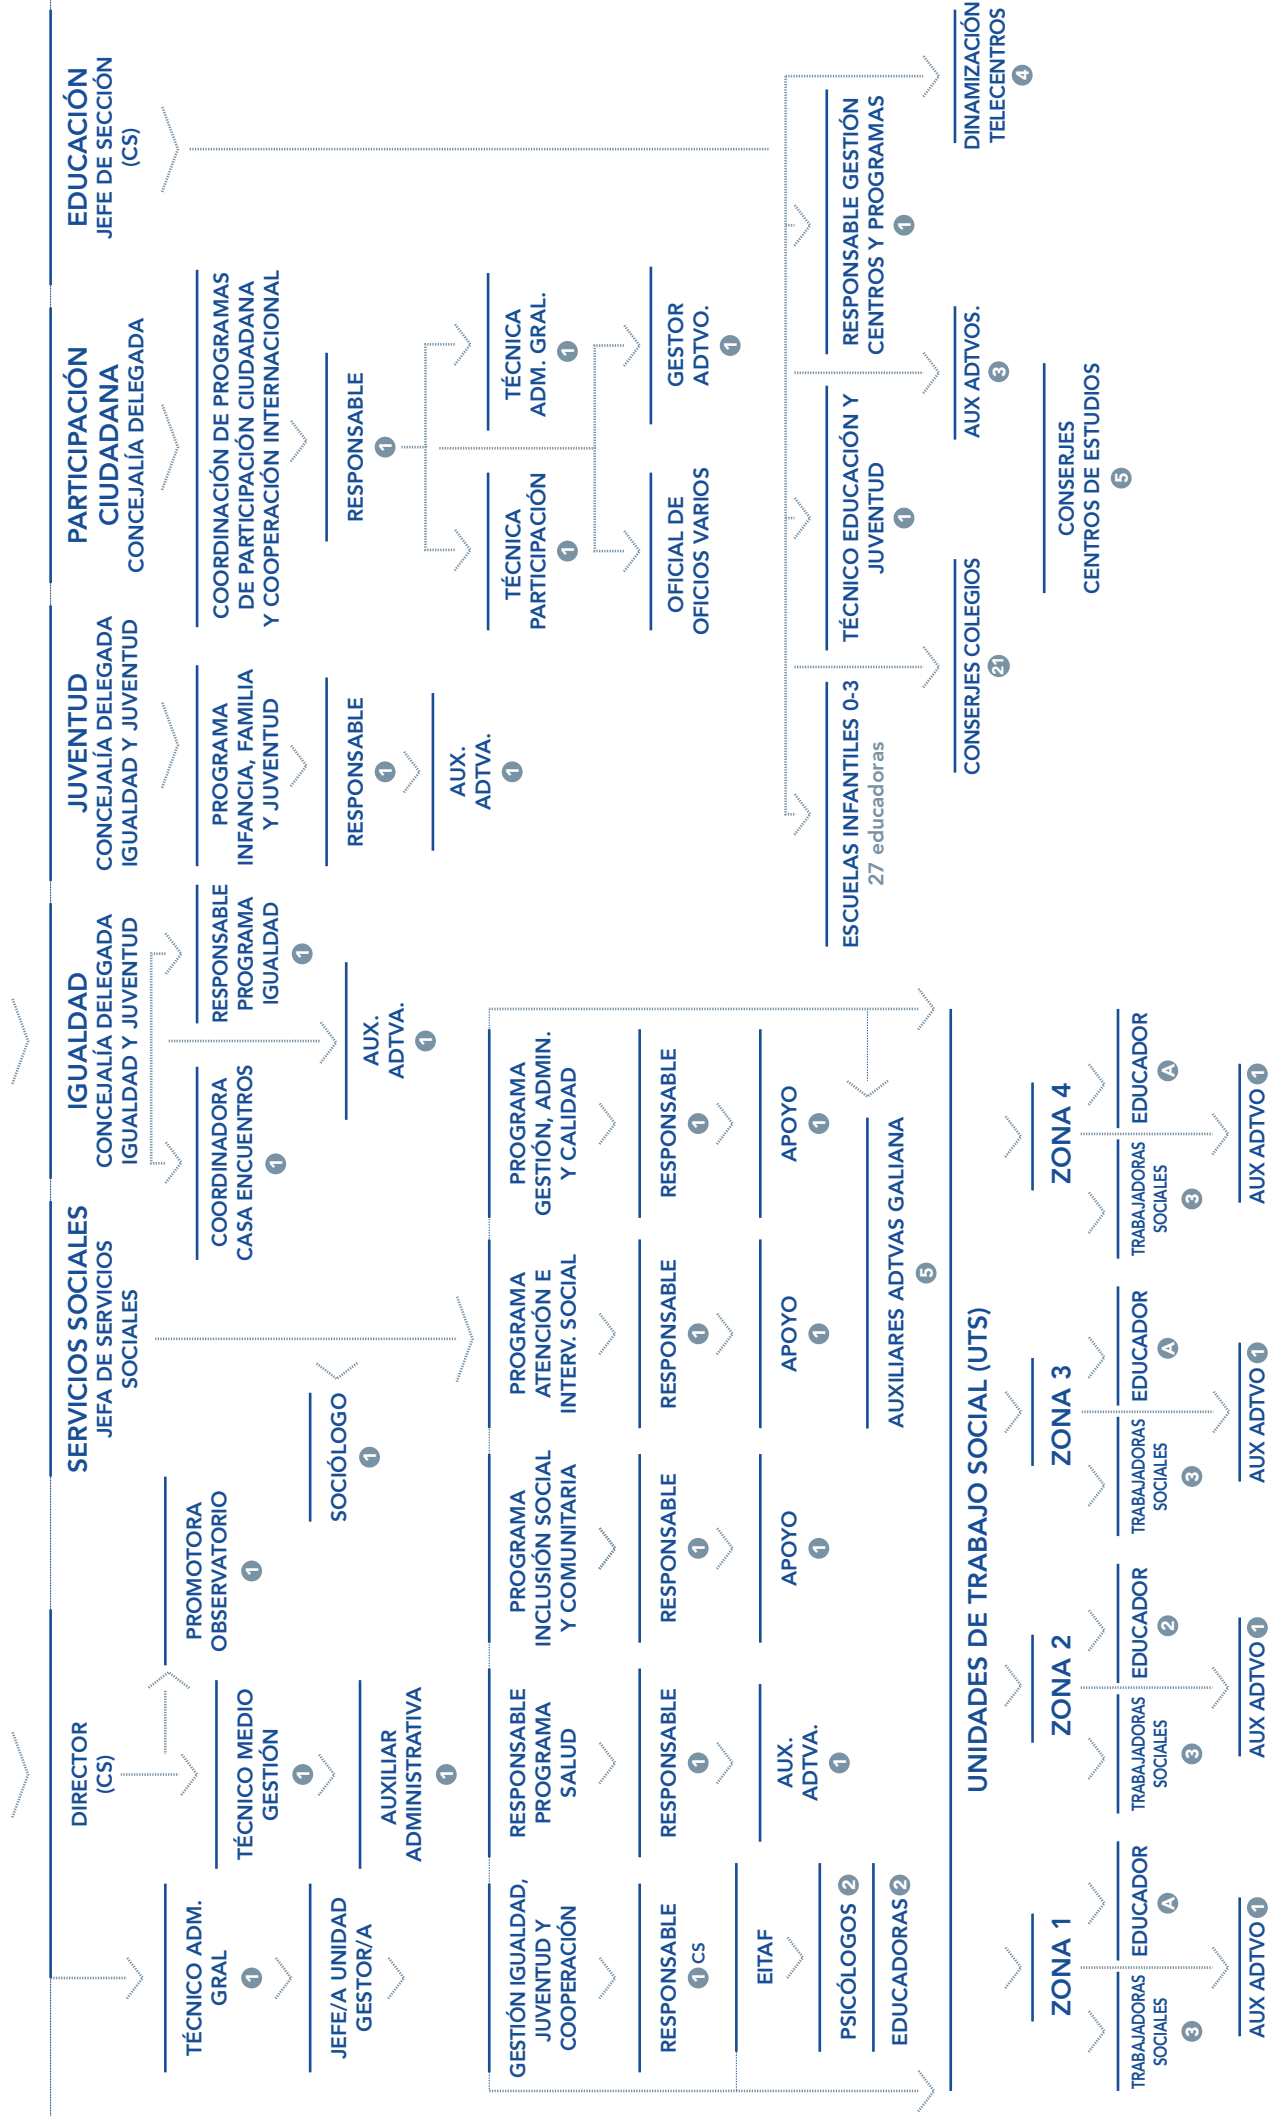 DIRECTOR
(CS)
SERVICIOS SOCIALES
JEFA DE SERVICIOS
SOCIALES
IGUALDAD
CONCEJALÍA DELEGADA
IGUALDAD Y JUVENTUD
JUVENTUD
CONCEJALÍA DELEGADA
IGUALDAD Y JUVENTUD
PARTICIPACIÓN
CIUDADANA
CONCEJALÍA DELEGADA
EDUCACIÓN
JEFE DE SECCIÓN
(CS)
TÉCNICO ADM.
GRAL
1
JEFE/A UNIDAD
GESTOR/A
TÉCNICO MEDIO
GESTIÓN
1
AUXILIAR
ADMINISTRATIVA
1
PROMOTORA
OBSERVATORIO
1
SOCIÓLOGO
1
COORDINADORA
CASA ENCUENTROS
1
RESPONSABLE
PROGRAMA
IGUALDAD
1
AUX.
ADTVA.
1
PROGRAMA
INFANCIA, FAMILIA
Y JUVENTUD
RESPONSABLE
1
AUX.
ADTVA.
1
COORDINACIÓN DE PROGRAMAS
DE PARTICIPACIÓN CIUDADANA
Y COOPERACIÓN INTERNACIONAL
RESPONSABLE
1
TÉCNICA
PARTICIPACIÓN
1
TÉCNICA
ADM. GRAL.
1
OFICIAL DE
OFICIOS VARIOS
GESTOR
ADTVO.
1
GESTIÓN IGUALDAD,
JUVENTUD Y
COOPERACIÓN
RESPONSABLE
1 CS
EITAF
PSICÓLOGOS 2
EDUCADORAS 2
RESPONSABLE
PROGRAMA
SALUD
RESPONSABLE
1
AUX.
ADTVA.
1
PROGRAMA
INCLUSIÓN SOCIAL
Y COMUNITARIA
RESPONSABLE
1
APOYO
1
PROGRAMA
ATENCIÓN E
INTERV. SOCIAL
RESPONSABLE
1
APOYO
1
PROGRAMA
GESTIÓN, ADMIN.
Y CALIDAD
RESPONSABLE
1
APOYO
1
AUXILIARES ADTVAS GALIANA
5
ESCUELAS INFANTILES 0-3
27 educadoras
TÉCNICO EDUCACIÓN Y
JUVENTUD
1
RESPONSABLE GESTIÓN
CENTROS Y PROGRAMAS
1
CONSERJES COLEGIOS
21
AUX ADTVOS.
3
DINAMIZACIÓN
TELECENTROS
4
CONSERJES
CENTROS DE ESTUDIOS
5
UNIDADES DE TRABAJO SOCIAL (UTS)
ZONA 1
TRABAJADORAS
SOCIALES
3
EDUCADOR
A
AUX ADTVO 1
ZONA 2
TRABAJADORAS
SOCIALES
3
EDUCADOR
2
AUX ADTVO 1
ZONA 3
TRABAJADORAS
SOCIALES
3
EDUCADOR
A
AUX ADTVO 1
ZONA 4
TRABAJADORAS
SOCIALES
3
EDUCADOR
A
AUX ADTVO 1